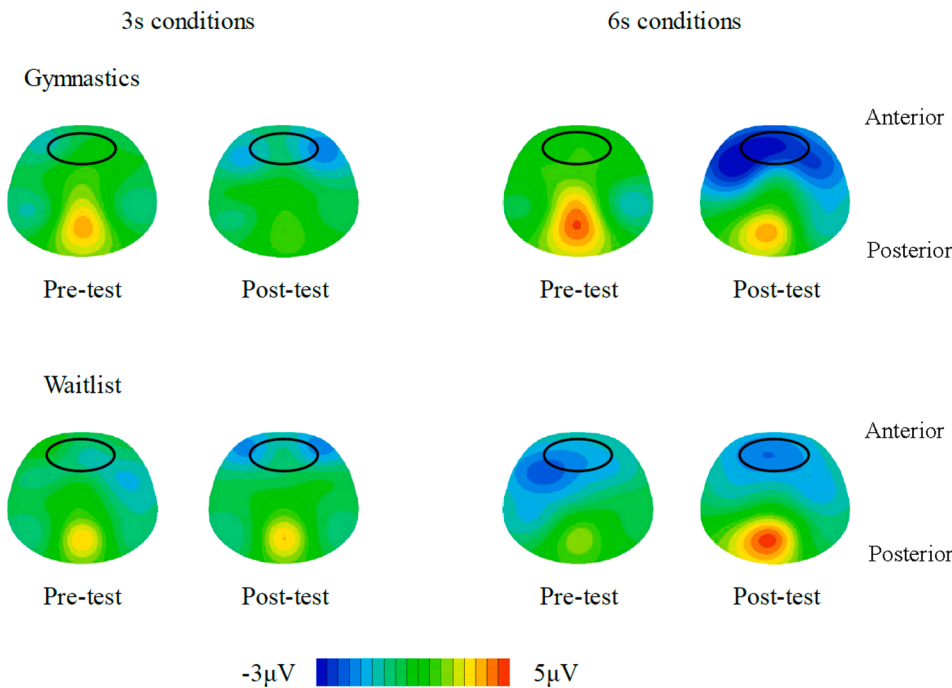 3s conditions 6s conditions
Gymnastics
Anterior
Posterior
Pre-test Post-test Pre-test Post-test
Waitlist
Anterior
Posterior
Pre-test Post-test Pre-test Post-test
-3μV 5μV